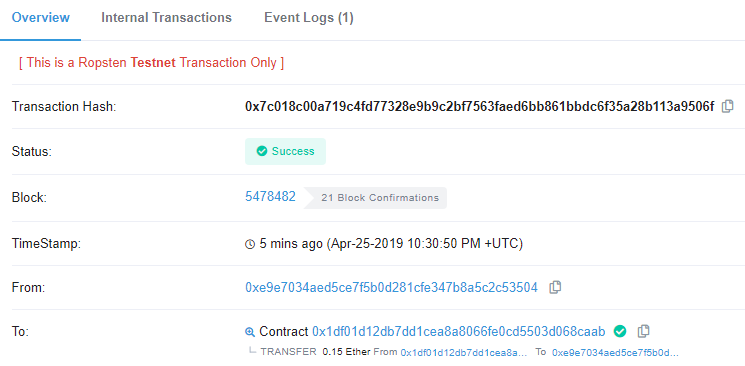 Overview Internal Transactions Event Logs (1)
[ This is a Ropsten Testnet Transaction Only ]
Transaction Hash: 0x7c018c00a719c4fd77328e9b9c2bf7563faed6bb861bbdc6f35a28b113a9506f
Status: Success
Block: 5478482 21 Block Confirmations
TimeStamp: 5 mins ago (Apr-25-2019 10:30:50 PM +UTC)
From: 0xe9e7034aed5ce7f5b0d281cfe347b8a5c2c53504
To: Contract 0x1df01d12db7dd1cea8a8066fe0cd5503d068caab
TRANSFER 0.15 Ether From 0x1df01d12db7dd1cea8a... To 0xe9e7034aed5ce7f5b0d...